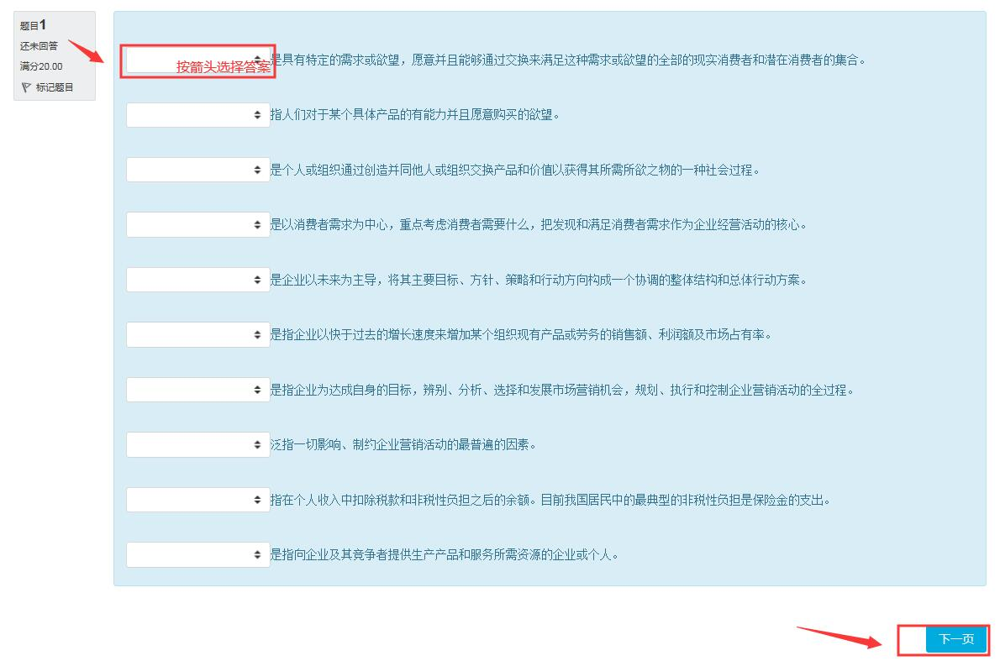 题目1
还未回答
满分20.00
标记题目
按箭头选择答案
是具有特定的需求或欲望，愿意并且能够通过交换来满足这种需求或欲望的全部的现实消费者和潜在消费者的集合。
指人们对于某个具体产品的有能力并且愿意购买的欲望。
是个人或组织通过创造并同他人或组织交换产品和价值以获得其所需所欲之物的一种社会过程。
是以消费者需求为中心，重点考虑消费者需要什么，把发现和满足消费者需求作为企业经营活动的核心。
是企业以未来为主导，将其主要目标、方针、策略和行动方向构成一个协调的整体结构和总体行动方案。
是指企业以快于过去的增长速度来增加某个组织现有产品或劳务的销售额、利润额及市场占有率。
是指企业为达成自身的目标，辨别、分析、选择和发展市场营销机会，规划、执行和控制企业营销活动的全过程。
泛指一切影响、制约企业营销活动的最普遍的因素。
指在个人收入中扣除税款和非税性负担之后的余额。目前我国居民中的最典型的非税性负担是保险金的支出。
是指向企业及其竞争者提供生产产品和服务所需资源的企业或个人。
下一页